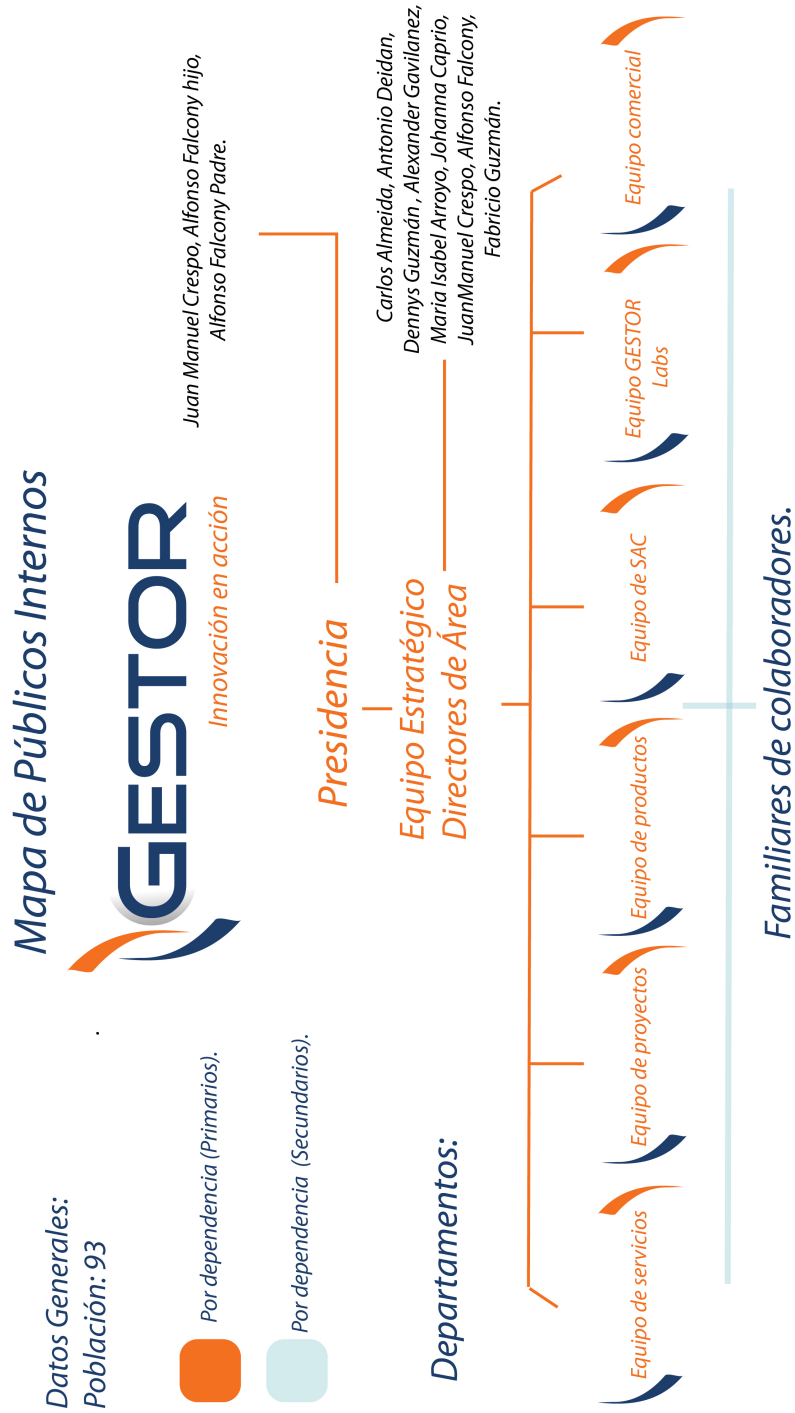 Mapa de Públicos Internos
Datos Generales:
Población: 93
GESTOR
Innovación en acción
Por dependencia (Primarios).
Por dependencia (Secundarios).
Juan Manuel Crespo, Alfonso Falcony hijo,
Alfonso Falcony Padre.
Presidencia
Equipo Estratégico
Directores de Área
Carlos Almeida, Antonio Deidan,
Dennys Guzmán, Alexander Gavilanez,
Maria Isabel Arroyo, Johanna Caprio,
JuanManuel Crespo, Alfonso Falcony,
Fabricio Guzmán.
Departamentos:
Equipo de servicios
Equipo de proyectos
Equipo de productos
Equipo de SAC
Equipo GESTOR
Labs
Equipo comercial
Familiares de colaboradores.